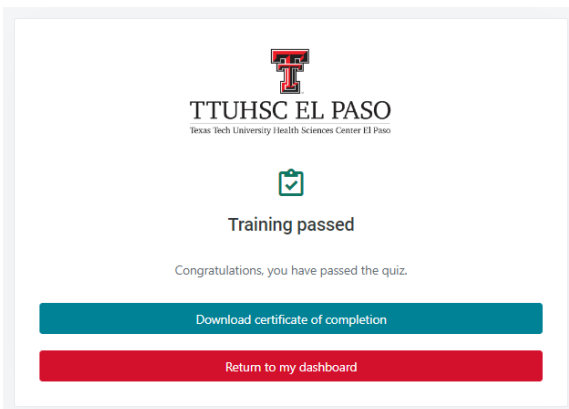 TTUHSC EL PASO
Texas Tech University Health Sciences Center El Paso
Training passed
Congratulations, you have passed the quiz.
Download certificate of completion
Return to my dashboard